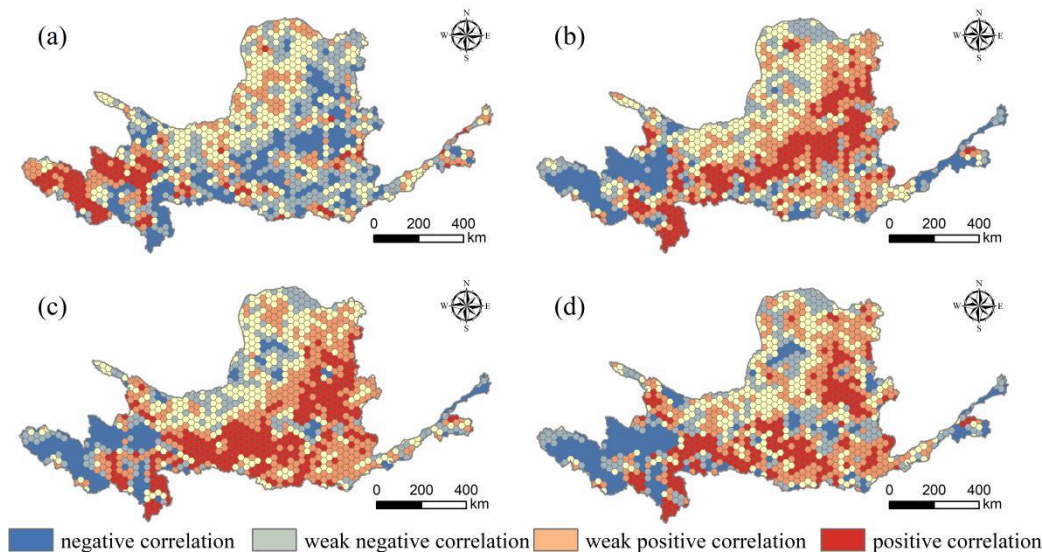 (a)
N
W E
S
0 200 400
km
(b)
N
W E
S
0 200 400
km
(c)
N
W E
S
0 200 400
km
(d)
N
W E
S
0 200 400
km
negative correlation weak negative correlation weak positive correlation positive correlation